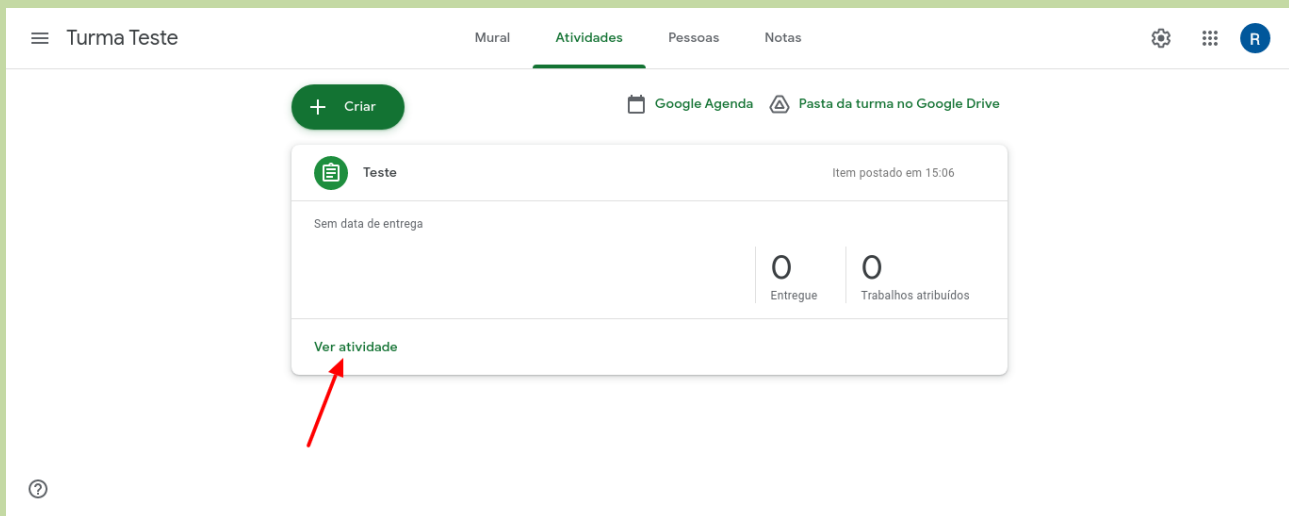 Turma Teste
Mural
Atividades
Pessoas
Notas
R
Criar
Google Agenda
Pasta da turma no Google Drive
Teste
Item postado em 15:06
Sem data de entrega
0
Entregue
0
Trabalhos atribuídos
Ver atividade